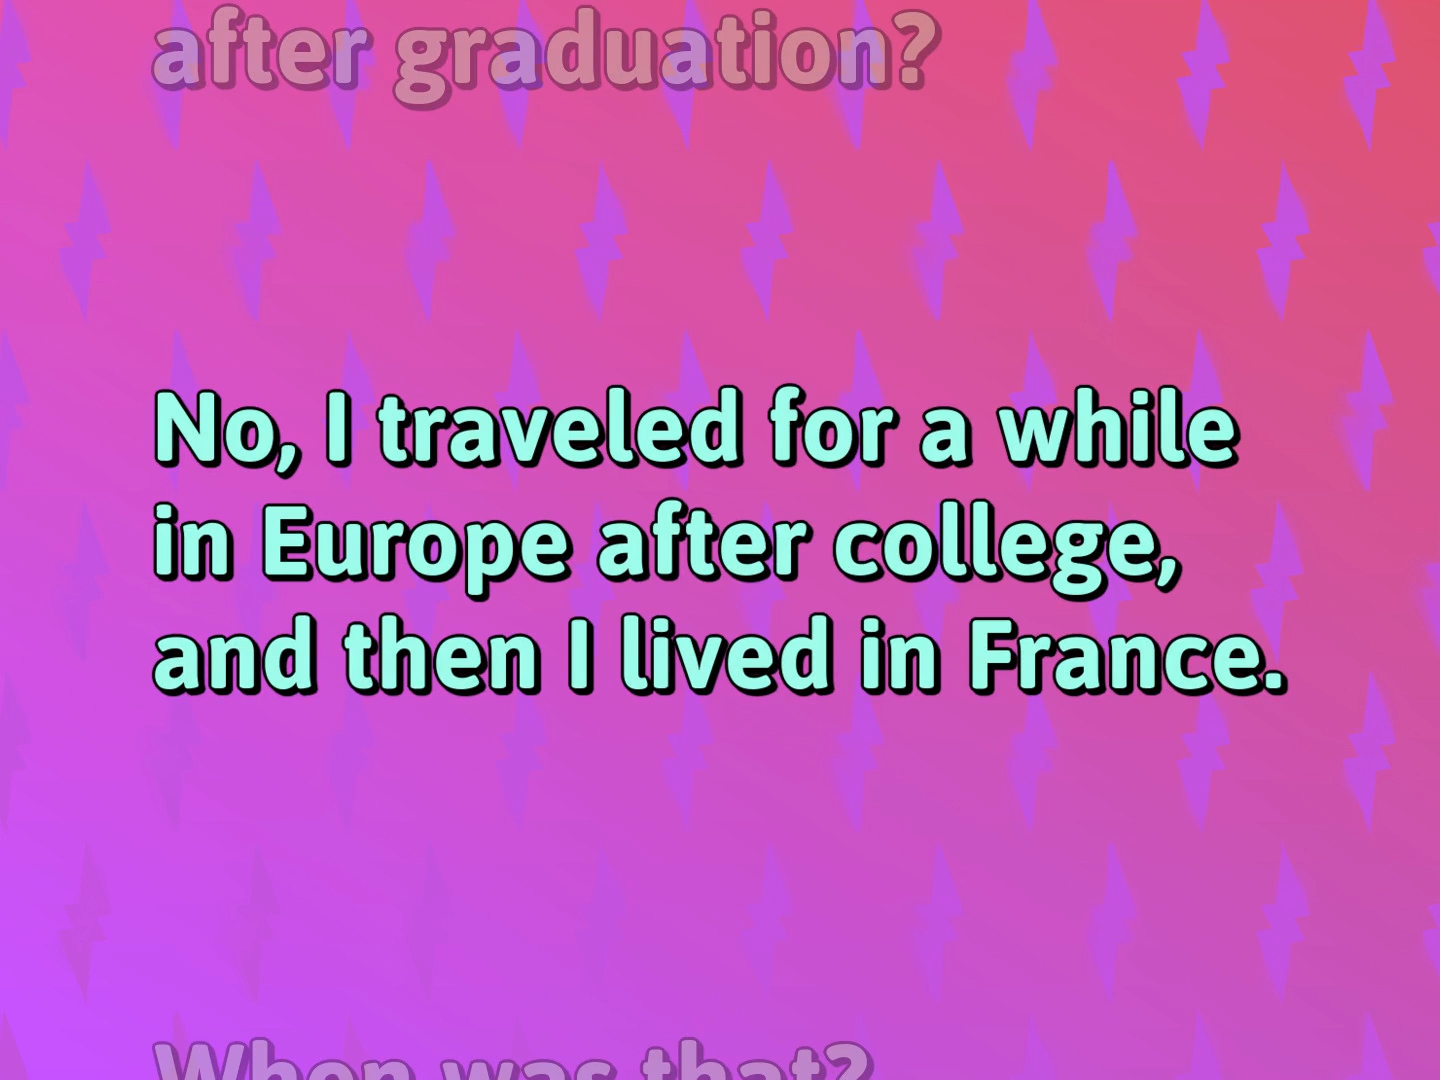 after graduation?
No, I traveled for a while
in Europe after college,
and then I lived in France.
When was that?